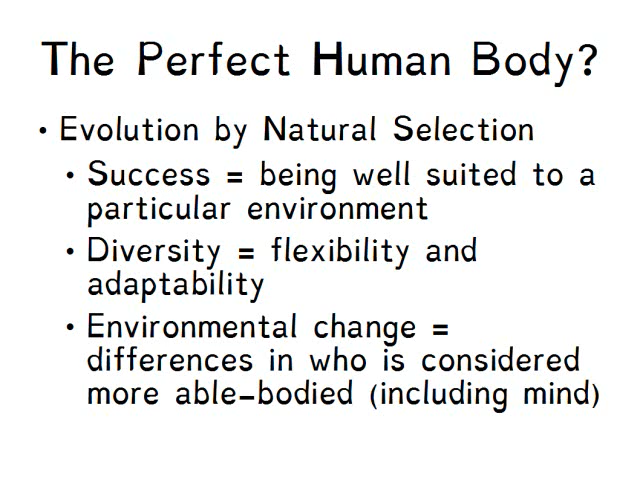 The Perfect Human Body?
• Evolution by Natural Selection
• Success = being well suited to a
particular environment
• Diversity = flexibility and
adaptability
• Environmental change =
differences in who is considered
more able-bodied (including mind)